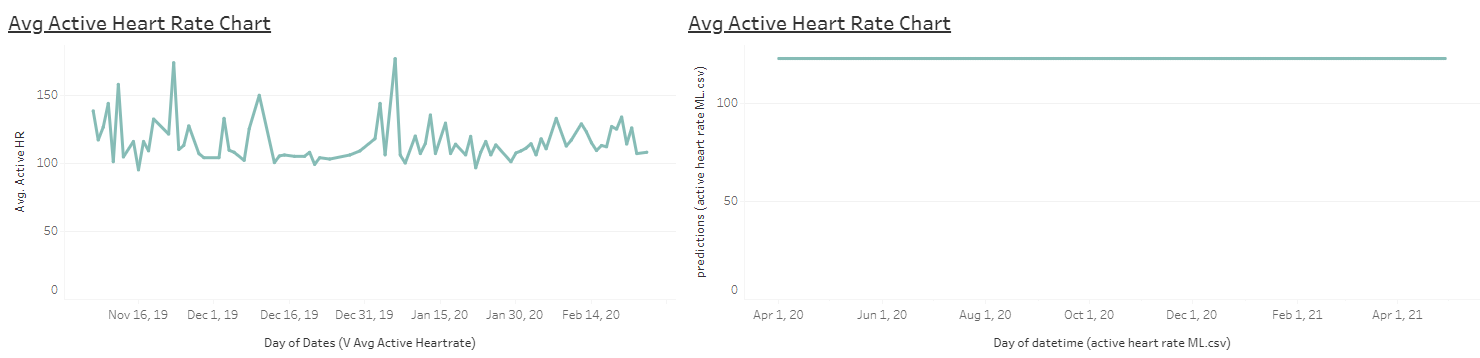 Avg Active Heart Rate Chart
Avg. Active HR
150
100
50
0
Nov 16, 19 Dec 1, 19 Dec 16, 19 Dec 31, 19 Jan 15, 20 Jan 30, 20 Feb 14, 20
Day of Dates (V Avg Active Heartrate)
Avg Active Heart Rate Chart
predictions (active heart rate ML.csv)
100
50
0
Apr 1, 20 Jun 1, 20 Aug 1, 20 Oct 1, 20 Dec 1, 20 Feb 1, 21 Apr 1, 21
Day of datetime (active heart rate ML.csv)